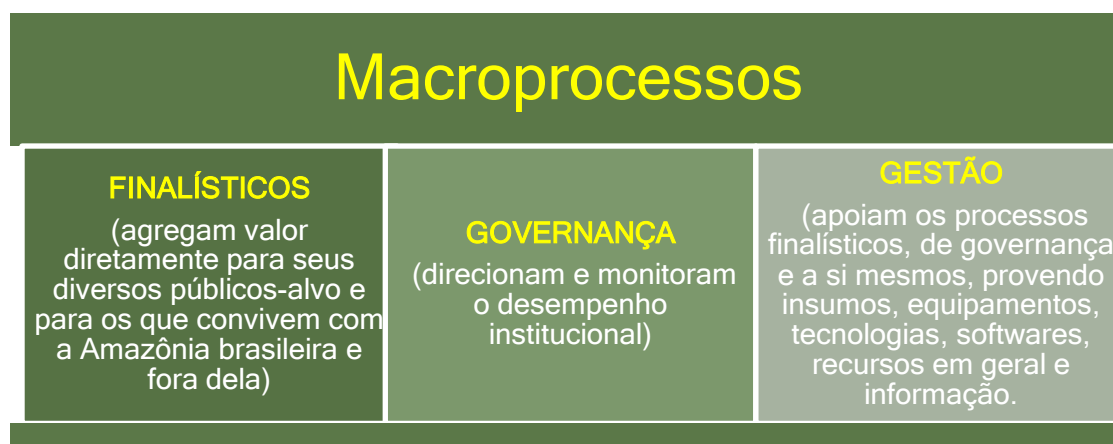 Macroprocessos
FINALÍSTICOS
(agregam valor
diretamente para seus
diversos públicos-alvo e
para os que convivem com
a Amazônia brasileira e
fora dela)
GOVERNANÇA
(direcionam e monitoram
o desempenho
institucional)
GESTÃO
(apoiam os processos
finalísticos, de governança
e a si mesmos, provendo
insumos, equipamentos,
tecnologias, softwares,
recursos em geral e
informação.